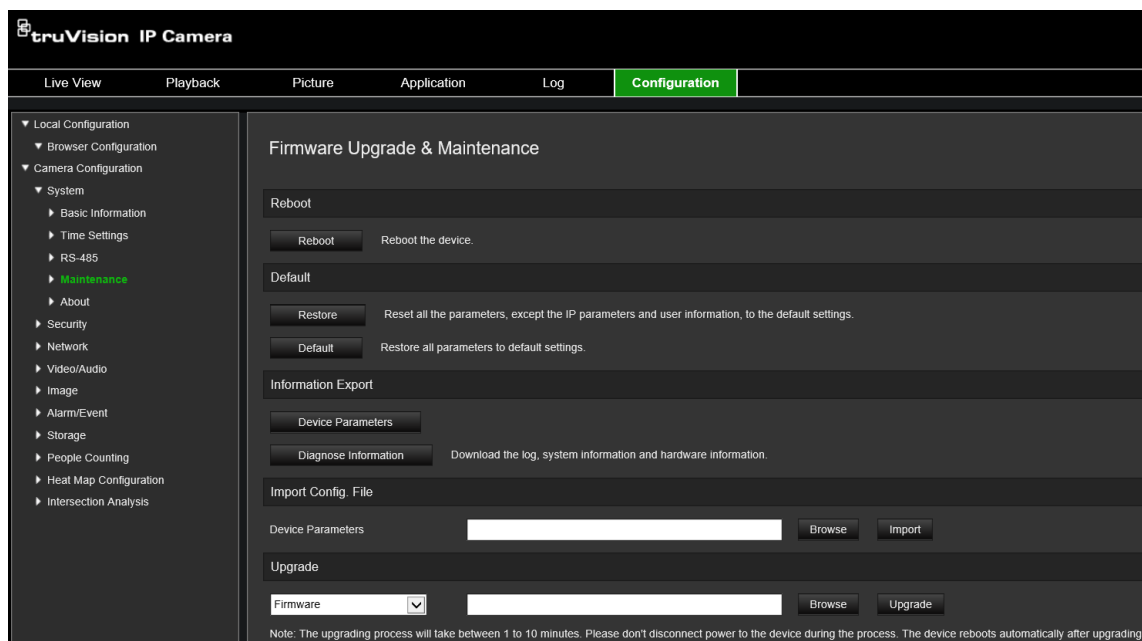 truVision IP Camera
Live View Playback Picture Application Log Configuration
Local Configuration
Browser Configuration
Camera Configuration
System
Basic Information
Time Settings
RS-485
Maintenance
About
Security
Network
Video/Audio
Image
Alarm/Event
Storage
People Counting
Heat Map Configuration
Intersection Analysis
Firmware Upgrade & Maintenance
Reboot
Reboot Reboot the device.
Default
Restore Reset all the parameters, except the IP parameters and user information, to the default settings.
Default Restore all parameters to default settings.
Information Export
Device Parameters
Diagnose Information Download the log, system information and hardware information.
Import Config. File
Device Parameters Browse Import
Upgrade
Firmware Browse Upgrade
Note: The upgrading process will take between 1 to 10 minutes. Please don't disconnect power to the device during the process. The device reboots automatically after upgrading